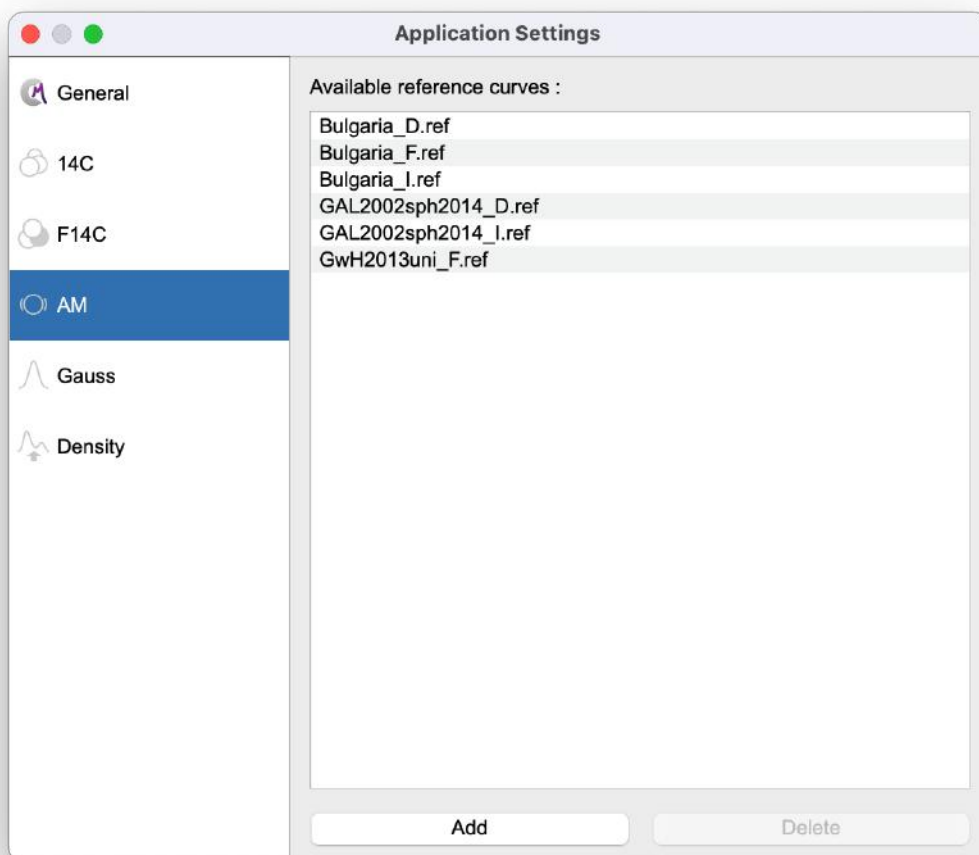 Application Settings
General
14C
F14C
AM
Gauss
Density
Available reference curves :
Bulgaria_D.ref
Bulgaria_F.ref
Bulgaria_I.ref
GAL2002sph2014_D.ref
GAL2002sph2014_I.ref
GwH2013uni_F.ref
Add
Delete